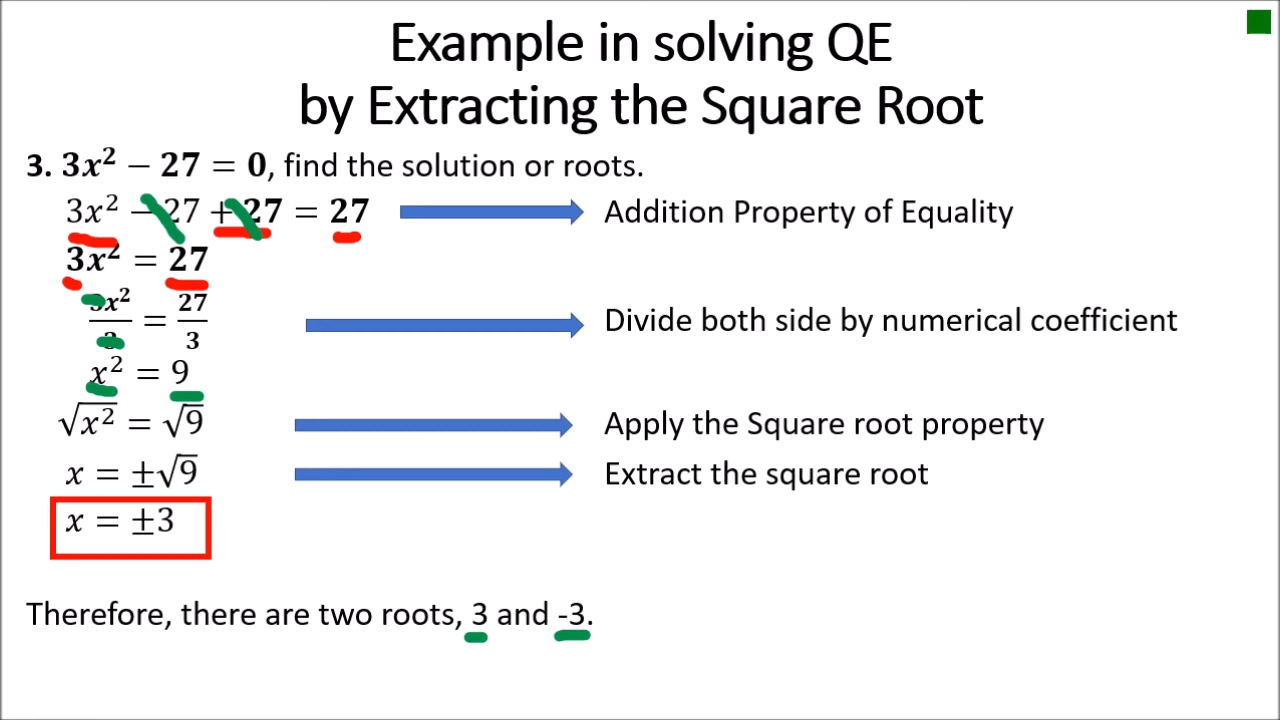 Example in solving QE
by Extracting the Square Root
3. 3x² − 27 = 0, find the solution or roots.
3x² − 27 + 27 = 27 Addition Property of Equality
3x² = 27
3x²/3 = 27/3 Divide both side by numerical coefficient
x² = 9
√x² = √9 Apply the Square root property
x = ±√9 Extract the square root
x = ±3
Therefore, there are two roots, 3 and -3.